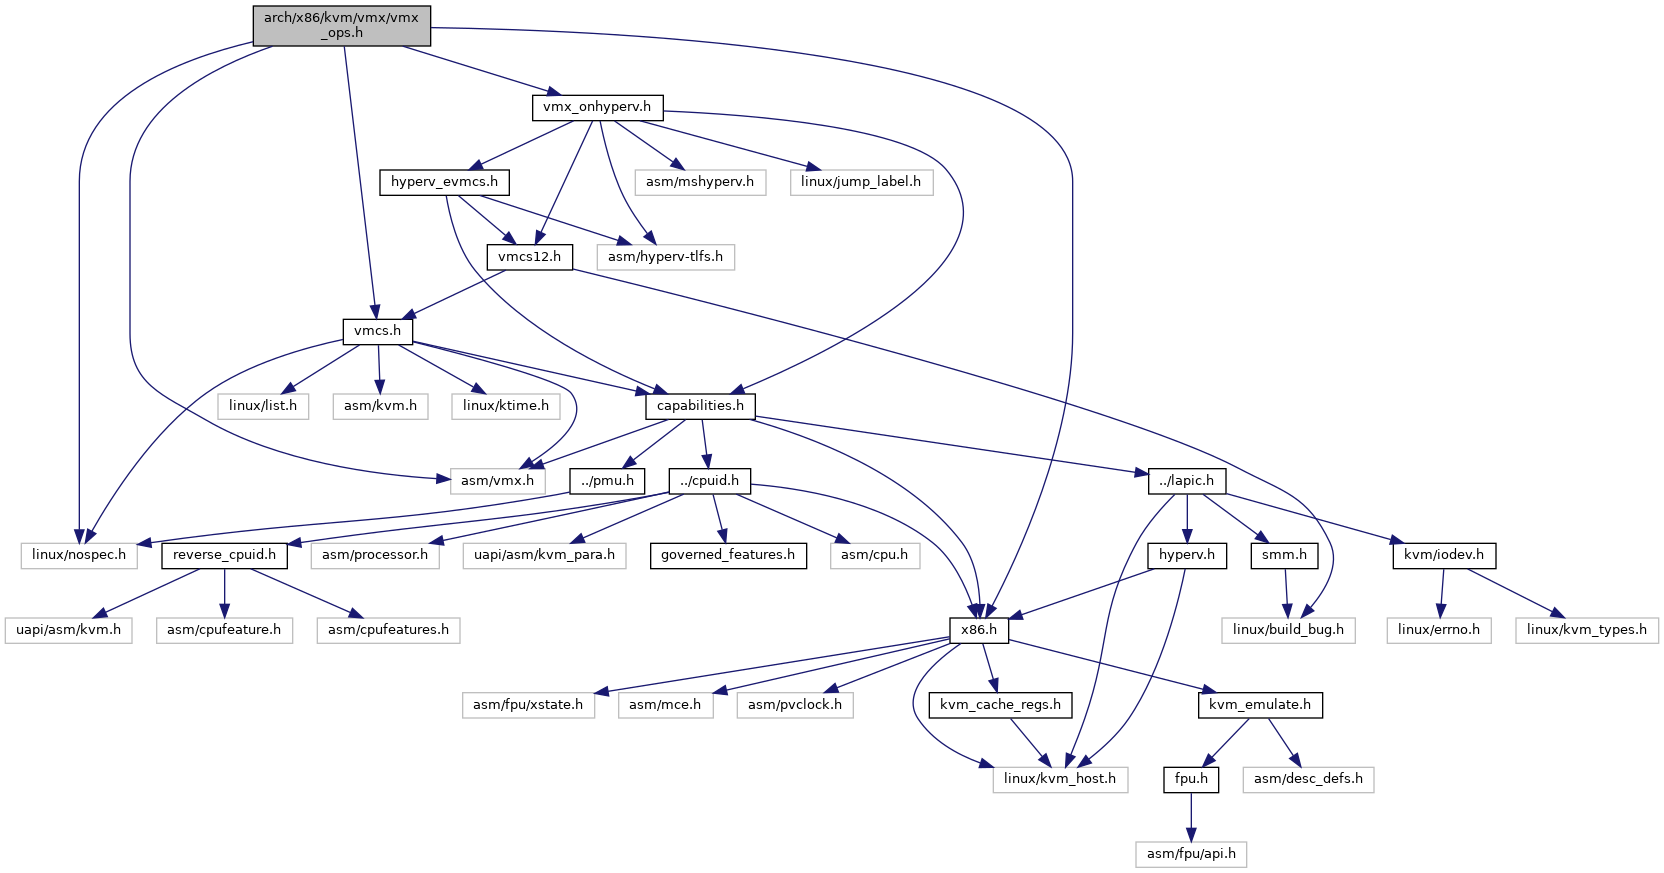 arch/x86/kvm/vmx/vmx
_ops.h
vmx_onhyperv.h
hyperv_evmcs.h
asm/mshyperv.h
linux/jump_label.h
vmcs12.h
asm/hyperv-tlfs.h
vmcs.h
linux/list.h
asm/kvm.h
linux/ktime.h
capabilities.h
asm/vmx.h
../pmu.h
../cpuid.h
../lapic.h
linux/nospec.h
reverse_cpuid.h
asm/processor.h
uapi/asm/kvm_para.h
governed_features.h
asm/cpu.h
hyperv.h
smm.h
kvm/iodev.h
uapi/asm/kvm.h
asm/cpufeature.h
asm/cpufeatures.h
x86.h
linux/build_bug.h
linux/errno.h
linux/kvm_types.h
asm/fpu/xstate.h
asm/mce.h
asm/pvclock.h
kvm_cache_regs.h
kvm_emulate.h
linux/kvm_host.h
fpu.h
asm/desc_defs.h
asm/fpu/api.h